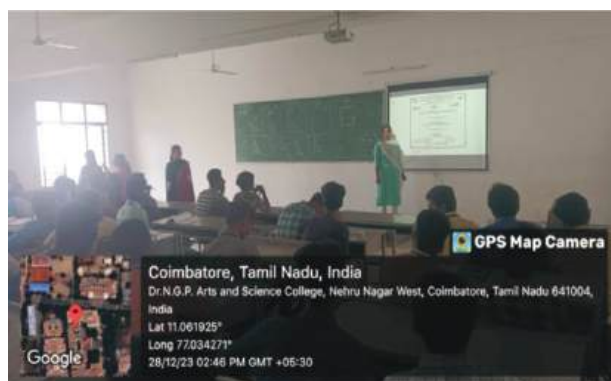 GPS Map Camera
Coimbatore, Tamil Nadu, India
Dr.N.G.P. Arts and Science College, Nehru Nagar West, Coimbatore, Tamil Nadu 641004,
India
Lat 11.061925°
Long 77.034271°
28/12/23 02:46 PM GMT +05:30
Google